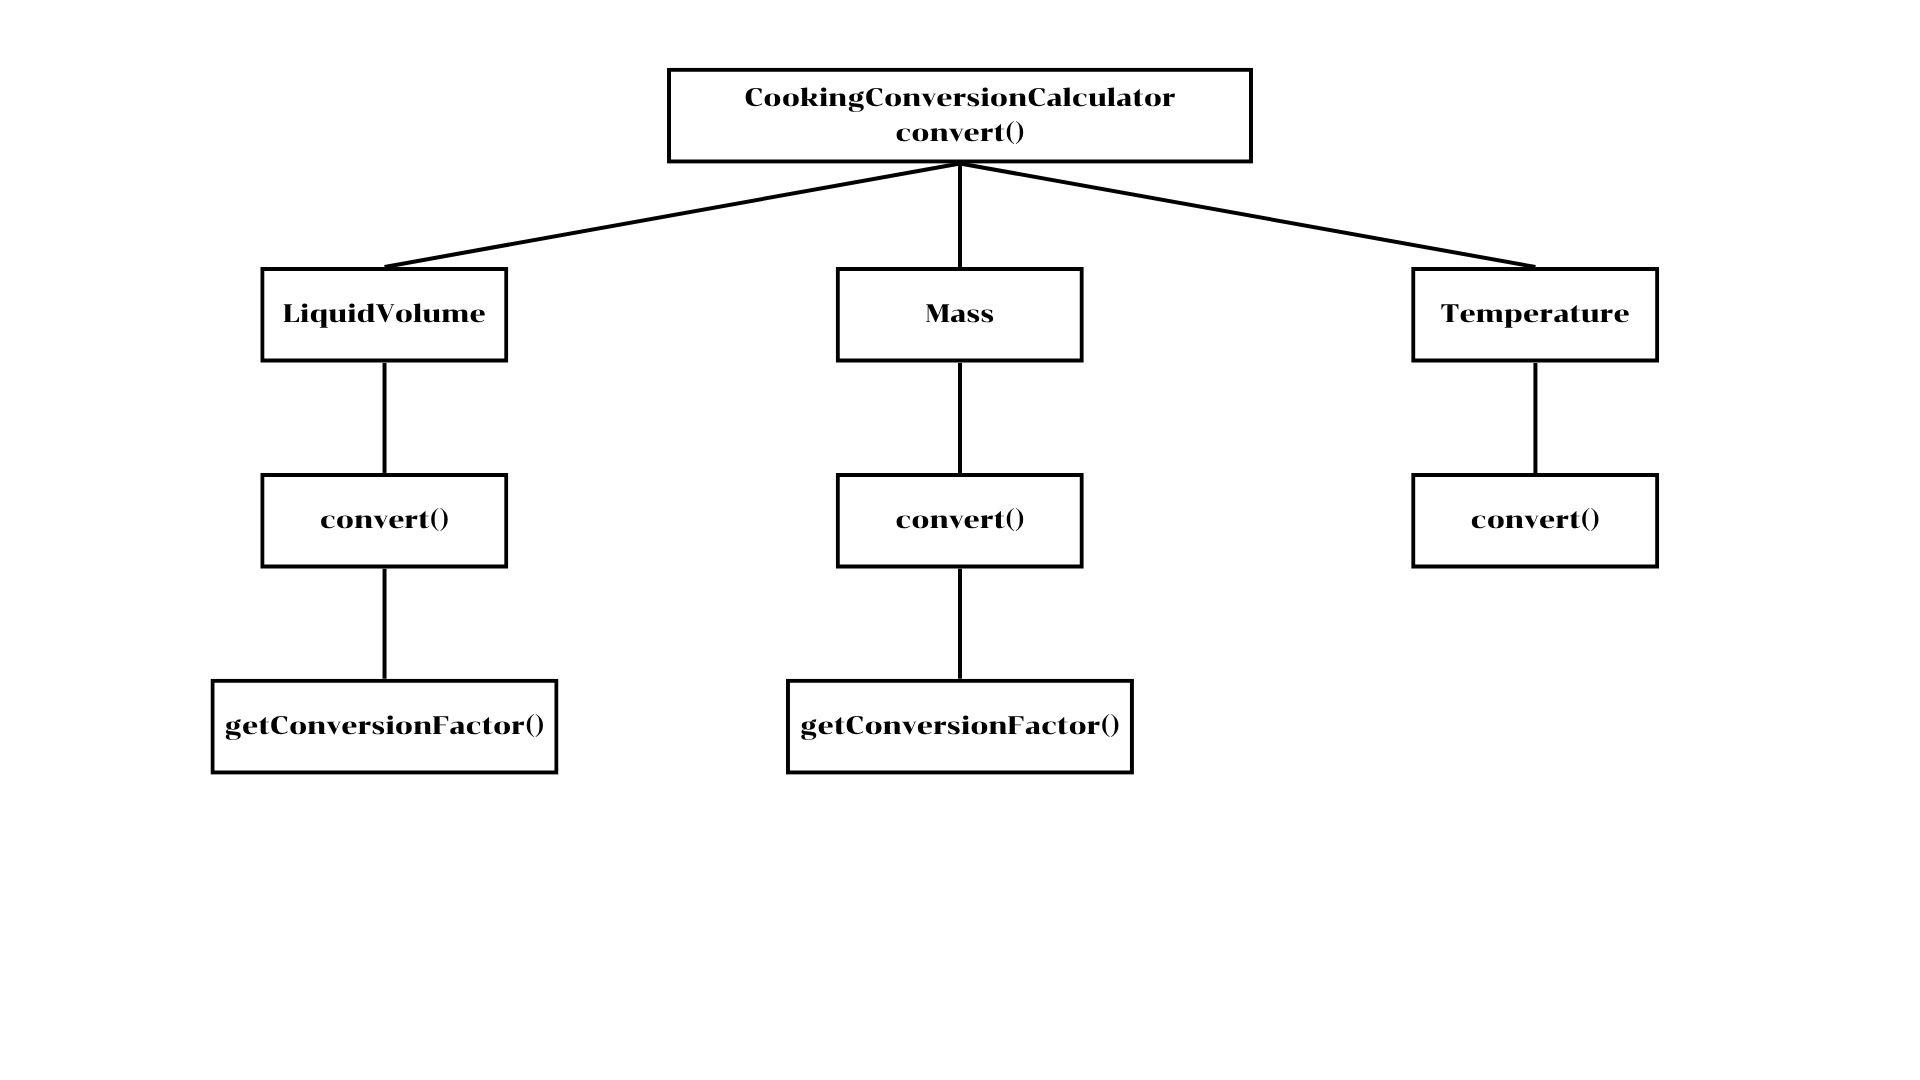 CookingConversionCalculator
convert()
LiquidVolume
Mass
Temperature
convert()
convert()
convert()
getConversionFactor()
getConversionFactor()